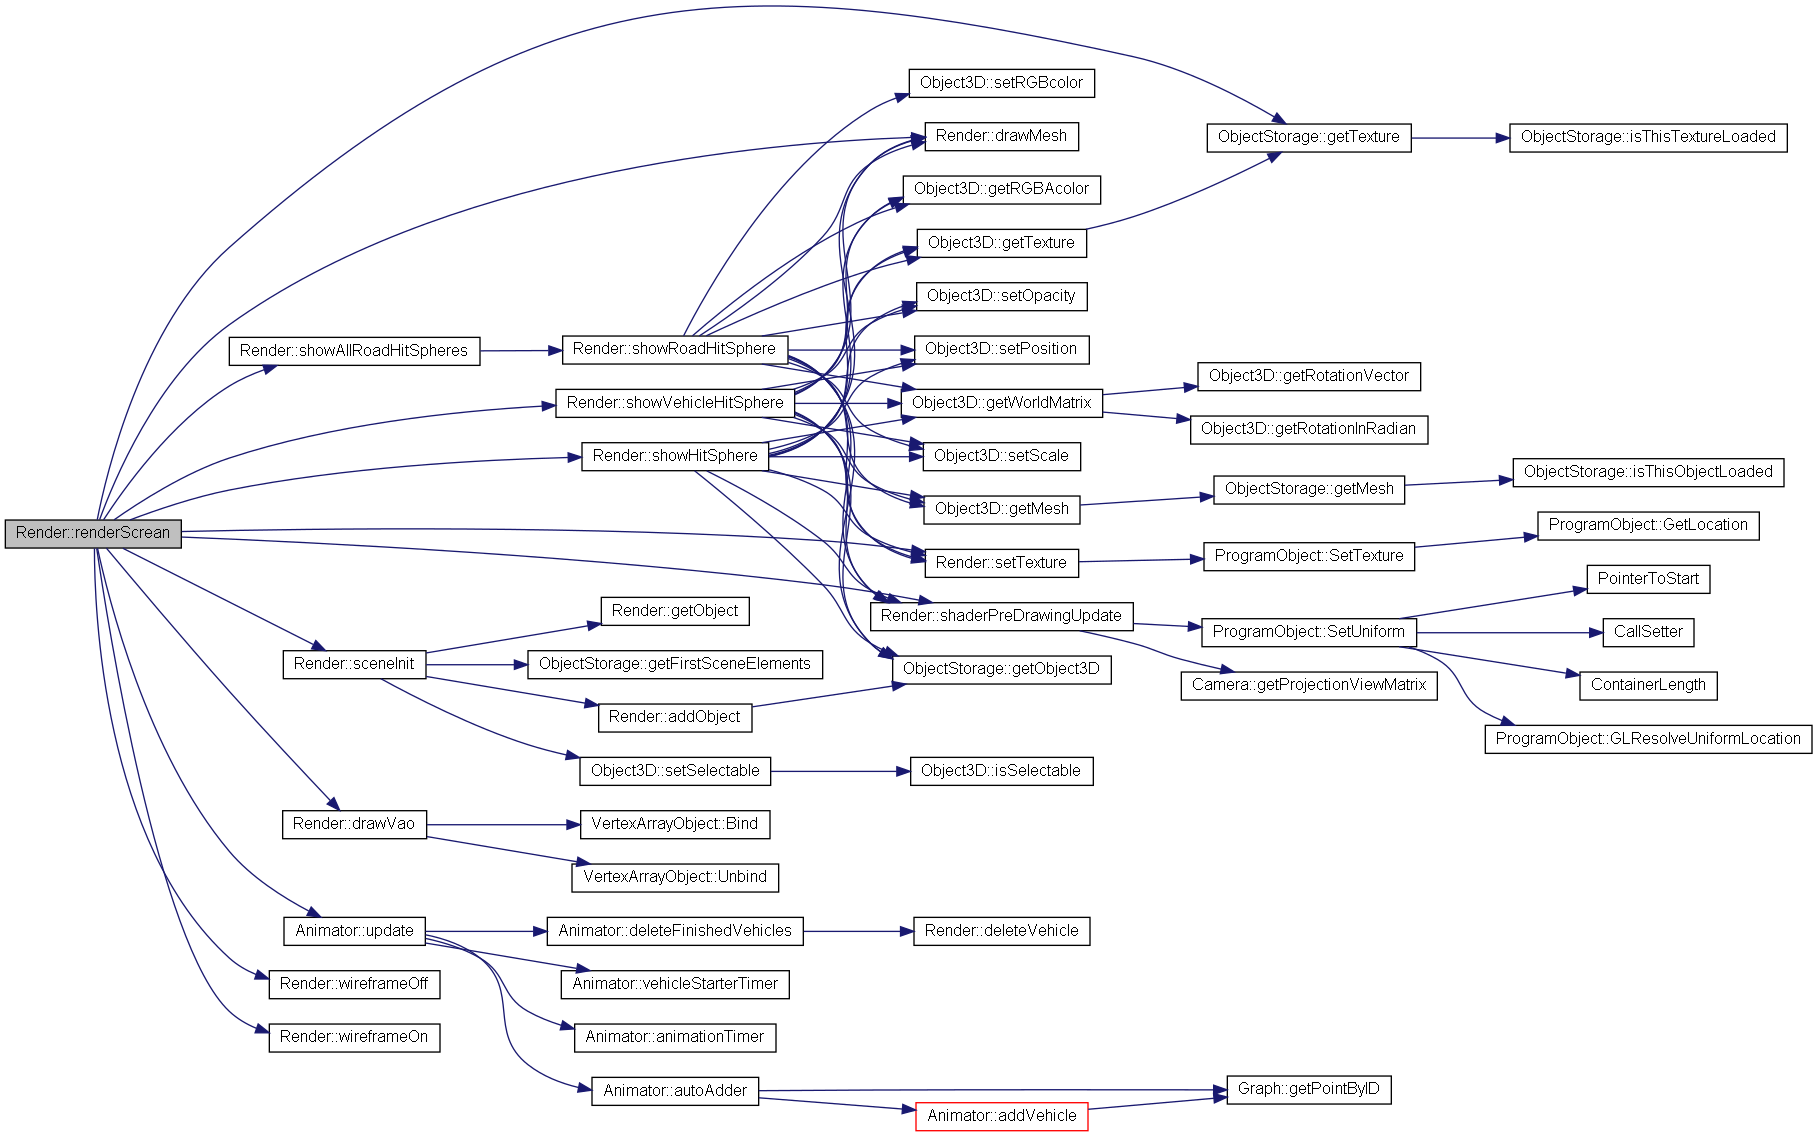 Object3D::setRGBcolor
Render::drawMesh
ObjectStorage::getTexture
ObjectStorage::isThisTextureLoaded
Object3D::getRGBAcolor
Object3D::getTexture
Object3D::setOpacity
Render::showAllRoadHitSpheres
Render::showRoadHitSphere
Object3D::setPosition
Object3D::getRotationVector
Render::showVehicleHitSphere
Object3D::getWorldMatrix
Object3D::getRotationInRadian
Render::showHitSphere
Object3D::setScale
ObjectStorage::isThisObjectLoaded
ObjectStorage::getMesh
Object3D::getMesh
Render::renderScrean
ProgramObject::GetLocation
ProgramObject::SetTexture
Render::setTexture
PointerToStart
Render::getObject
Render::shaderPreDrawingUpdate
ProgramObject::SetUniform
CallSetter
Render::sceneInit
ObjectStorage::getFirstSceneElements
ObjectStorage::getObject3D
Camera::getProjectionViewMatrix
ContainerLength
Render::addObject
ProgramObject::GLResolveUniformLocation
Object3D::setSelectable
Object3D::isSelectable
Render::drawVao
VertexArrayObject::Bind
VertexArrayObject::Unbind
Animator::update
Animator::deleteFinishedVehicles
Render::deleteVehicle
Render::wireframeOff
Animator::vehicleStarterTimer
Render::wireframeOn
Animator::animationTimer
Animator::autoAdder
Graph::getPointByID
Animator::addVehicle